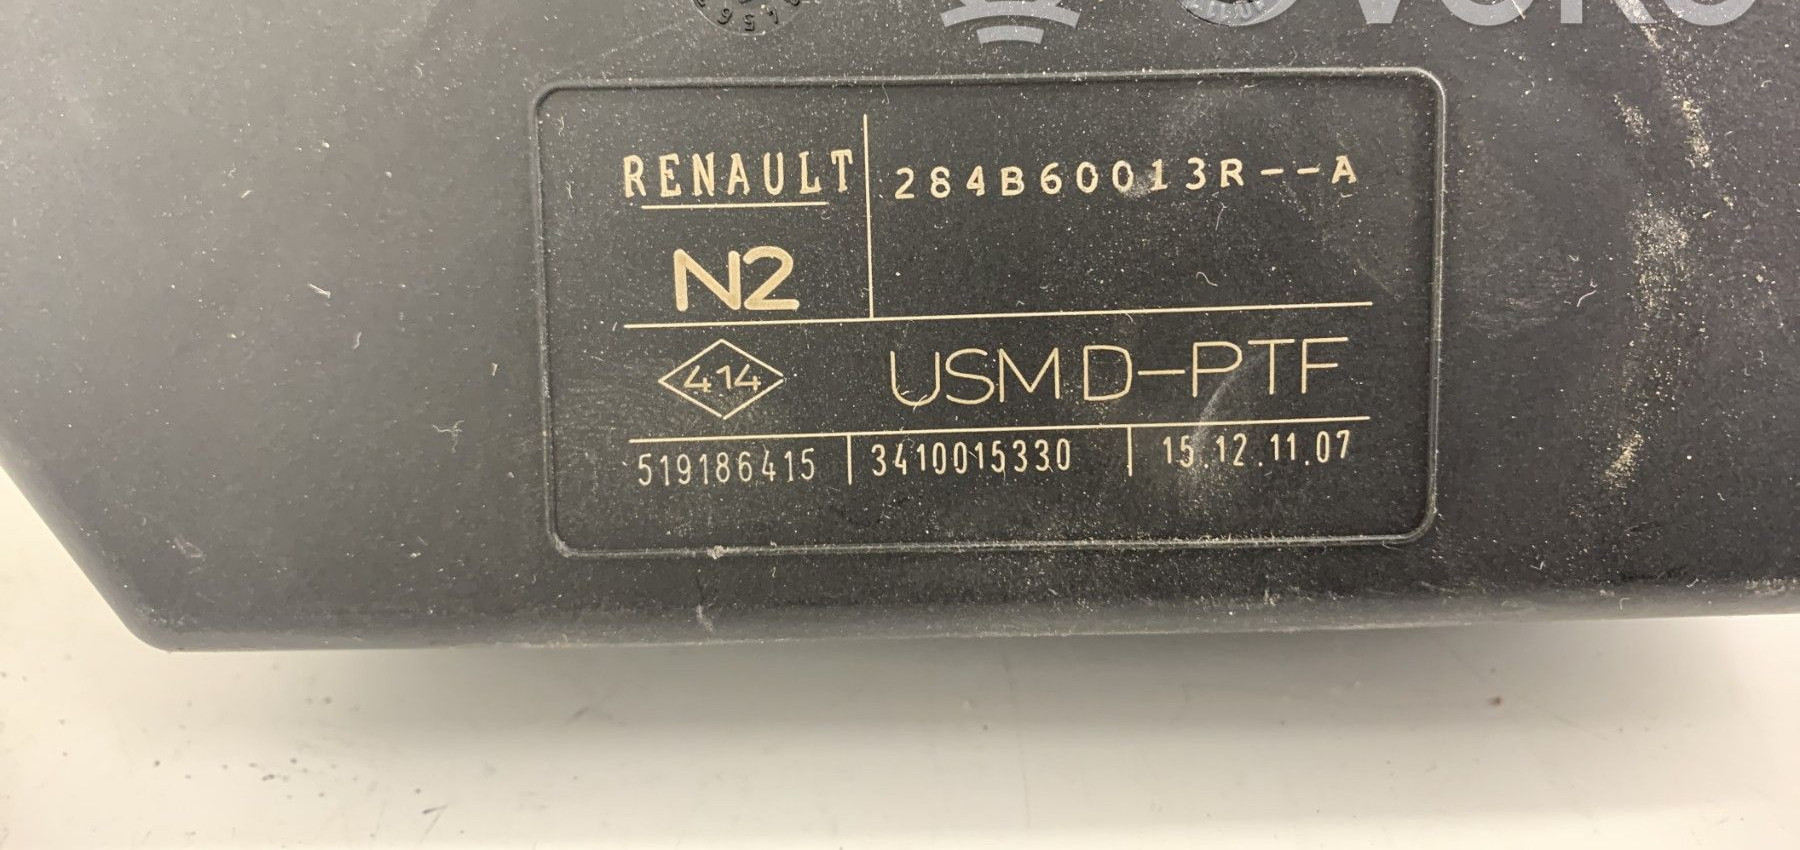 RENAULT
284B60013R--A
N2
414
USM D-PTF
519186415
3410015330
15.12.11.07